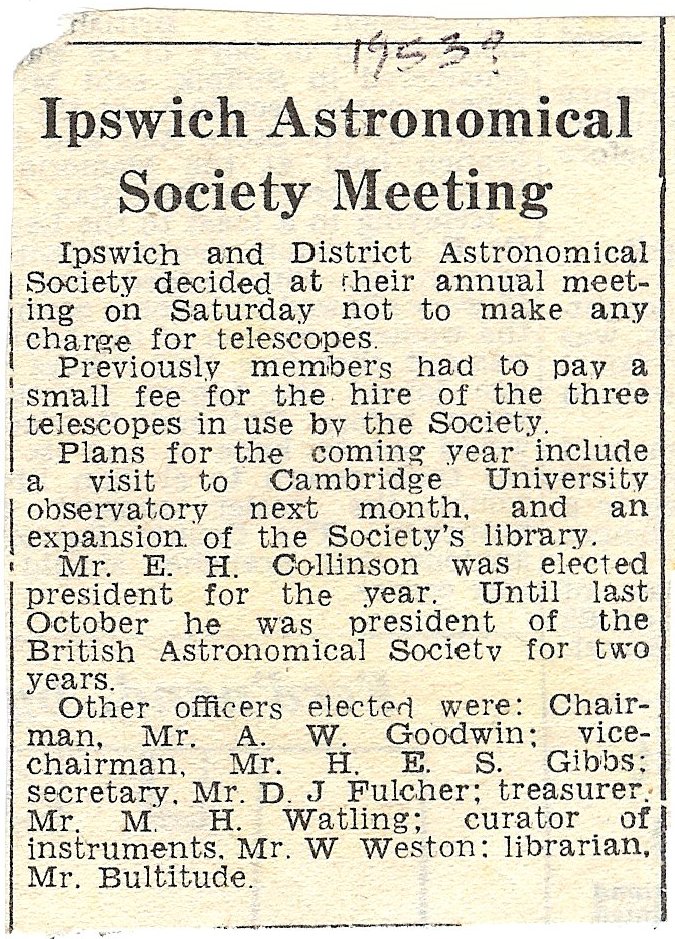 1953?
Ipswich Astronomical
Society Meeting
Ipswich and District Astronomical
Society decided at their annual meet-
ing on Saturday not to make any
charge for telescopes.
Previously members had to pay a
small fee for the hire of the three
telescopes in use by the Society.
Plans for the coming year include
a visit to Cambridge University
observatory next month, and an
expansion of the Society's library.
Mr. E. H. Collinson was elected
president for the year. Until last
October he was president of the
British Astronomical Society for two
years.
Other officers elected were: Chair-
man, Mr. A. W. Goodwin; vice-
chairman, Mr. H. E. S. Gibbs;
secretary, Mr. D. J Fulcher; treasurer,
Mr. M. H. Watling; curator of
instruments, Mr. W Weston; librarian,
Mr. Bultitude.